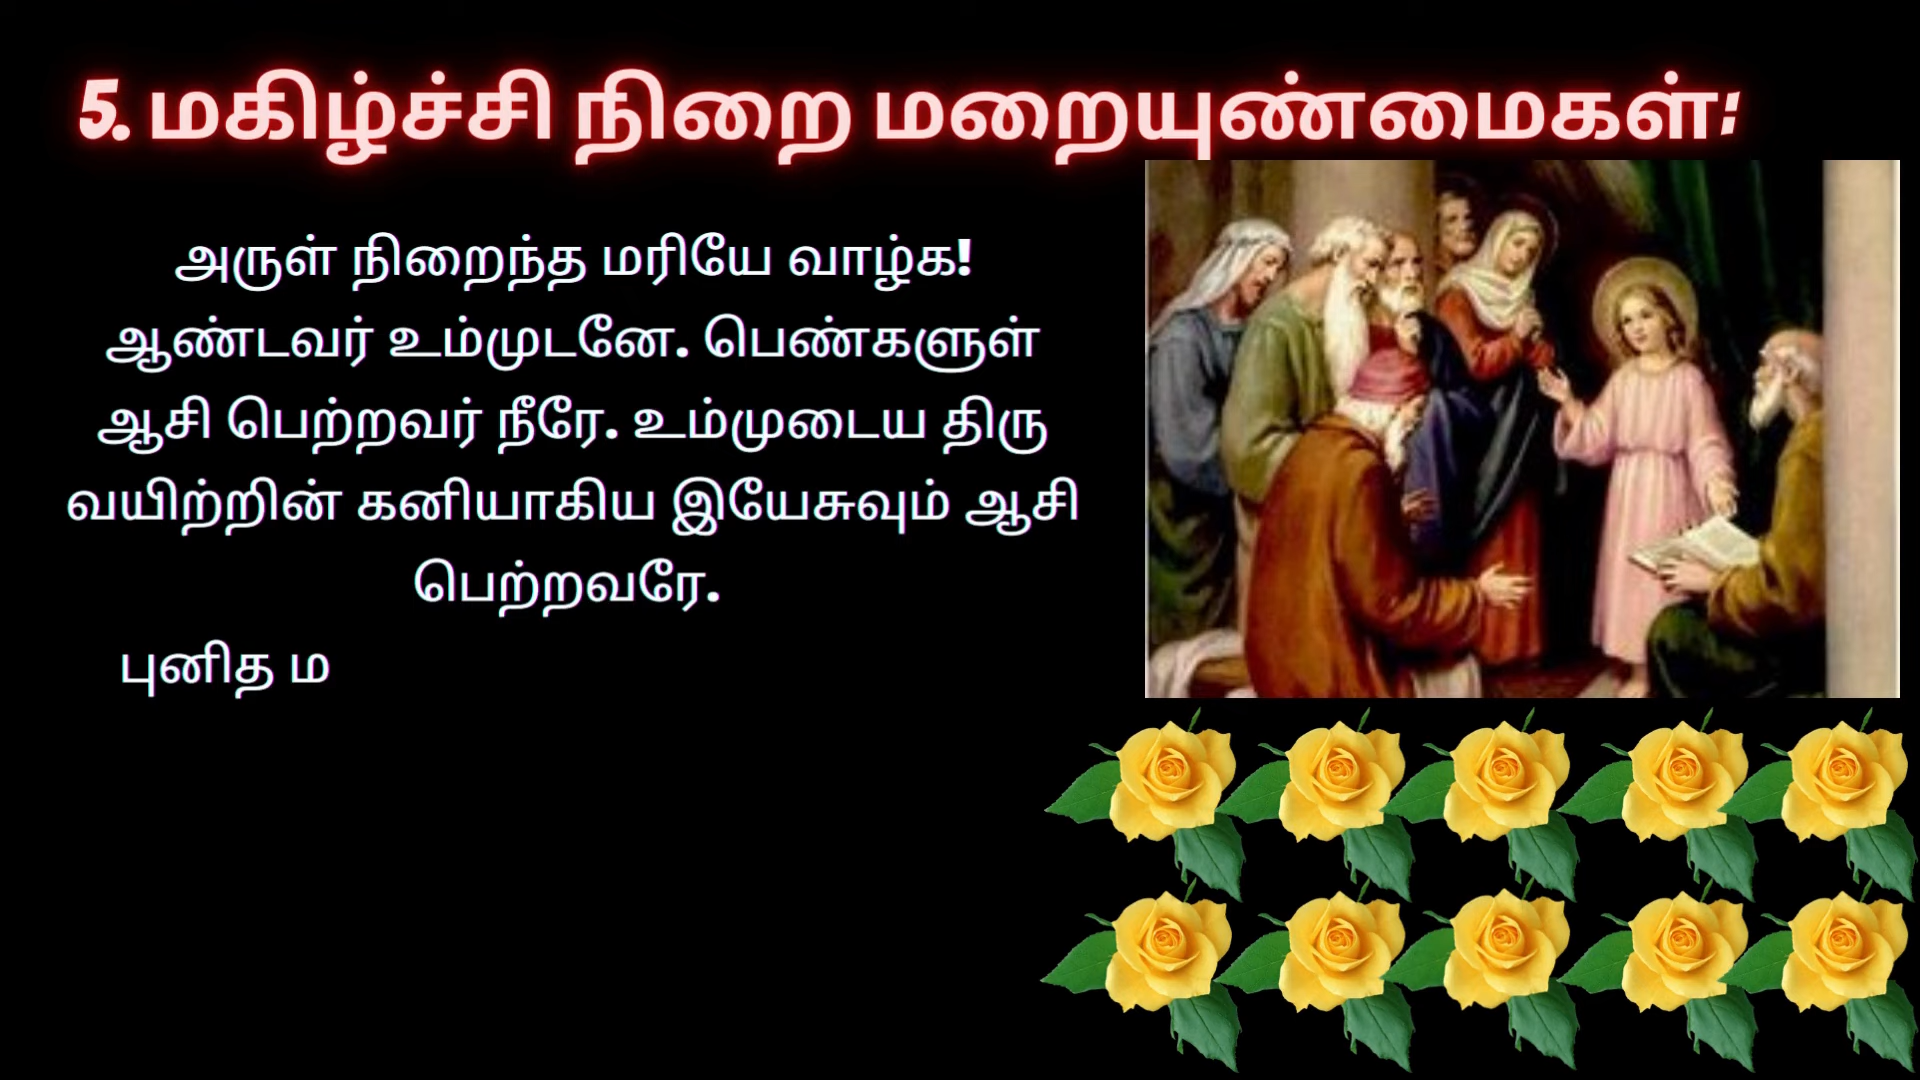 5. மகிழ்ச்சி நிறை மறையுண்மைகள்:
அருள் நிறைந்த மரியே வாழ்க!
ஆண்டவர் உம்முடனே. பெண்களுள்
ஆசி பெற்றவர் நீரே. உம்முடைய திரு
வயிற்றின் கனியாகிய இயேசுவும் ஆசி
பெற்றவரே.
புனித ம